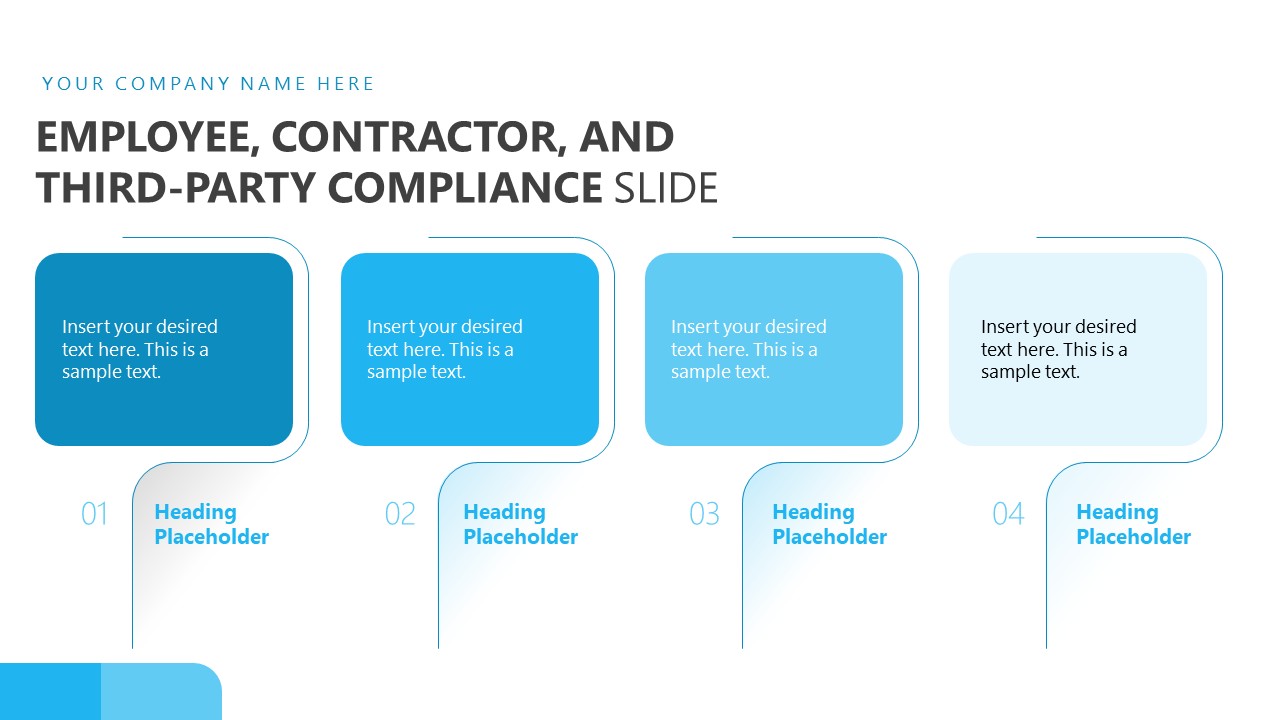 YOUR COMPANY NAME HERE
EMPLOYEE, CONTRACTOR, AND
THIRD-PARTY COMPLIANCE SLIDE
Insert your desired
text here. This is a
sample text.
Insert your desired
text here. This is a
sample text.
Insert your desired
text here. This is a
sample text.
Insert your desired
text here. This is a
sample text.
01
Heading
Placeholder
02
Heading
Placeholder
03
Heading
Placeholder
04
Heading
Placeholder